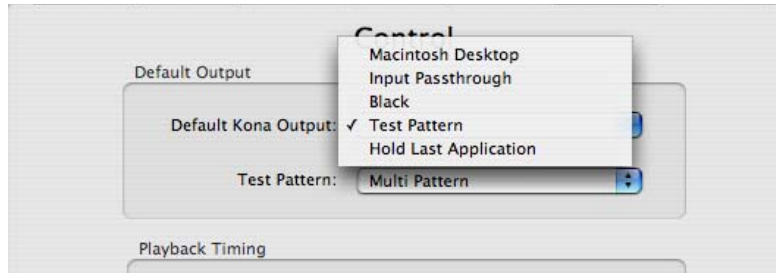 Control
Default Output
Macintosh Desktop
Input Passthrough
Black
Default Kona Output: ✓ Test Pattern
Hold Last Application
Test Pattern: Multi Pattern
Playback Timing